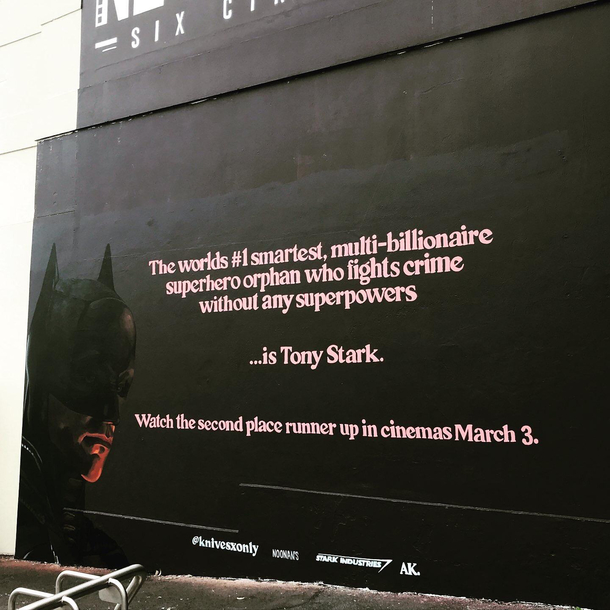 SIX
The worlds #1 smartest, multi-billionaire
superhero orphan who fights crime
without any superpowers
...is Tony Stark.
Watch the second place runner up in cinemas March 3.
@knivesxonly
NOONAN'S
STARK INDUSTRIES
AK.